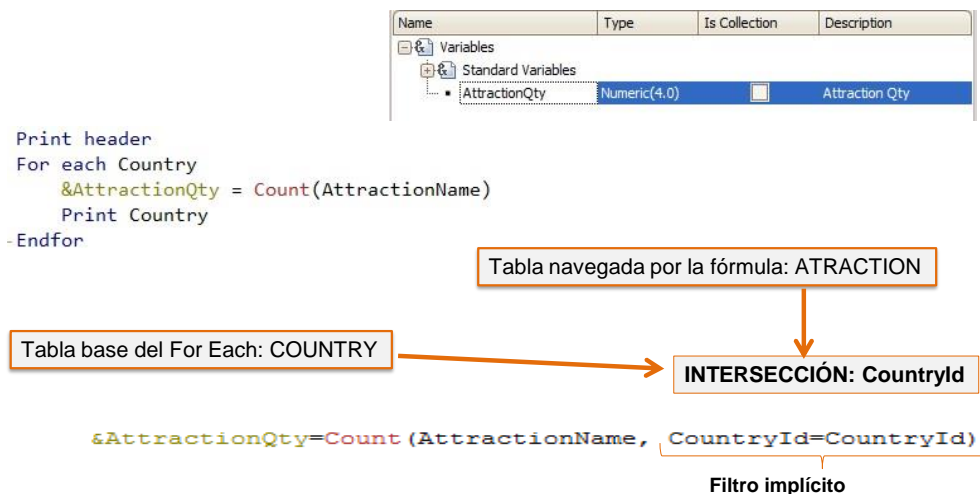 Name Type Is Collection Description
Variables
Standard Variables
AttractionQty Numeric(4.0) Attraction Qty
Print header
For each Country
&AttractionQty = Count(AttractionName)
Print Country
Endfor
Tabla navegada por la fórmula: ATRACTION
Tabla base del For Each: COUNTRY
INTERSECCIÓN: CountryId
&AttractionQty=Count(AttractionName, CountryId=CountryId)
Filtro implícito